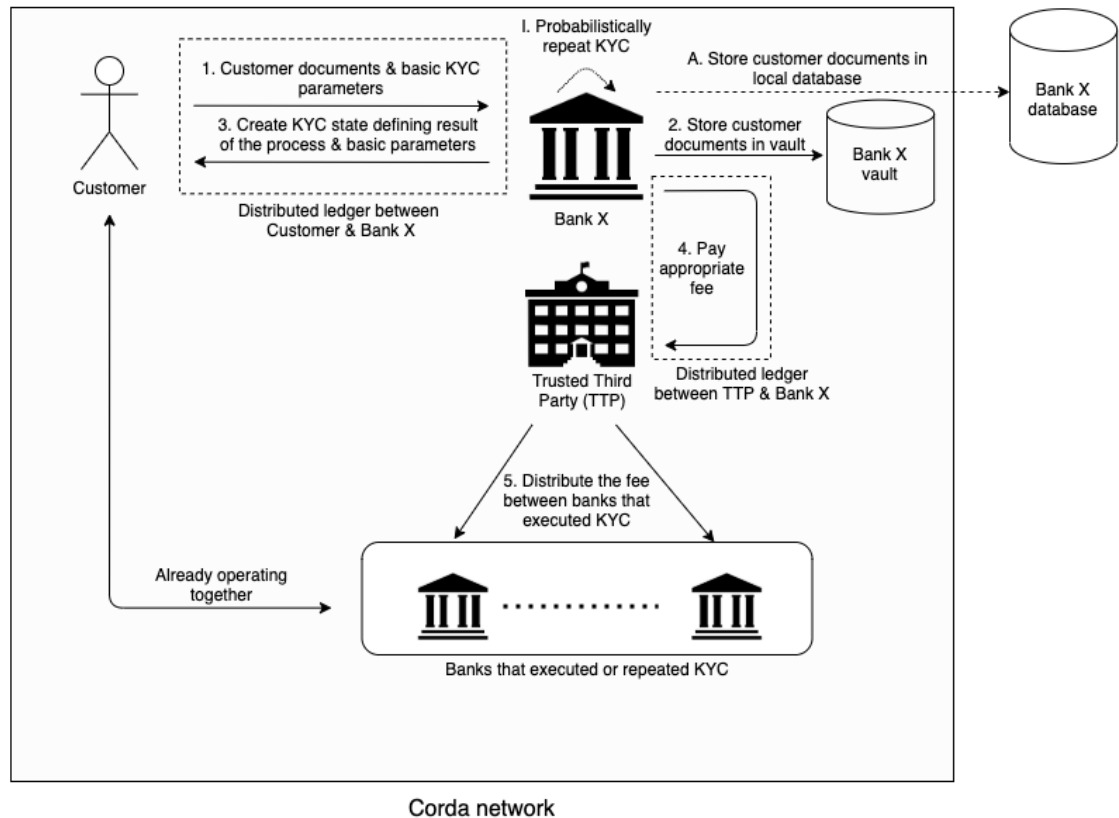 I. Probabilistically
repeat KYC
1. Customer documents & basic KYC
parameters
A. Store customer documents in
local database
Bank X
database
3. Create KYC state defining result
of the process & basic parameters
2. Store customer
documents in vault
Bank X
vault
Customer
Distributed ledger between
Customer & Bank X
Bank X
4. Pay
appropriate
fee
Trusted Third
Party (TTP)
Distributed ledger
between TTP & Bank X
5. Distribute the fee
between banks that
executed KYC
Already operating
together
Banks that executed or repeated KYC
Corda network